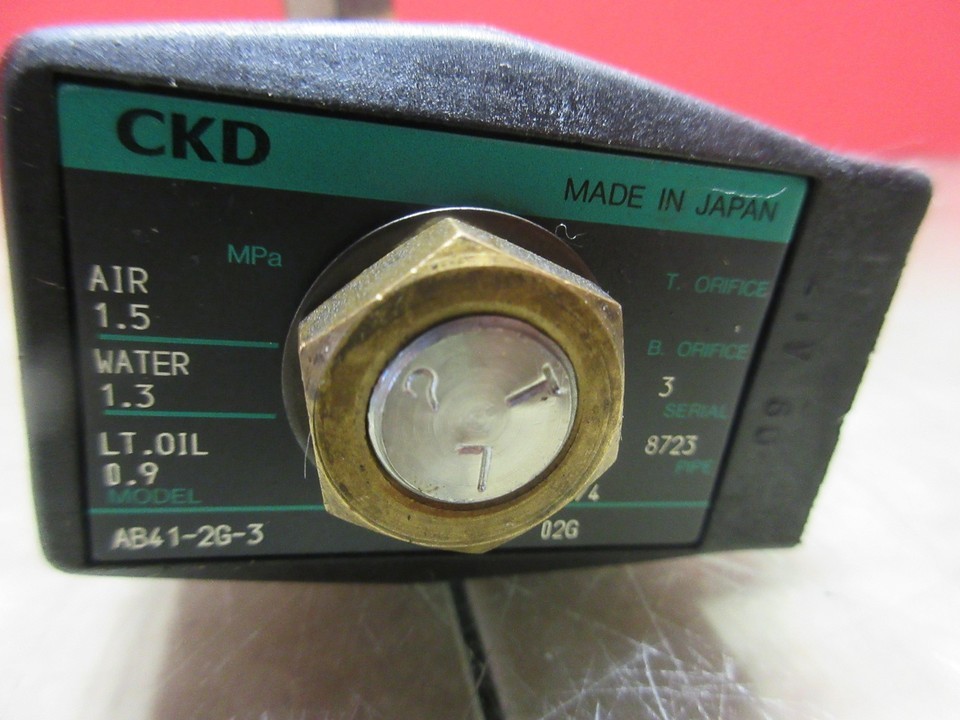 CKD
MADE IN JAPAN
MPa
AIR
1.5
WATER
1.3
LT.OIL
0.9
MODEL
AB41-2G-3
T. ORIFICE
B. ORIFICE
3
SERIAL
8723
PIPE
02G